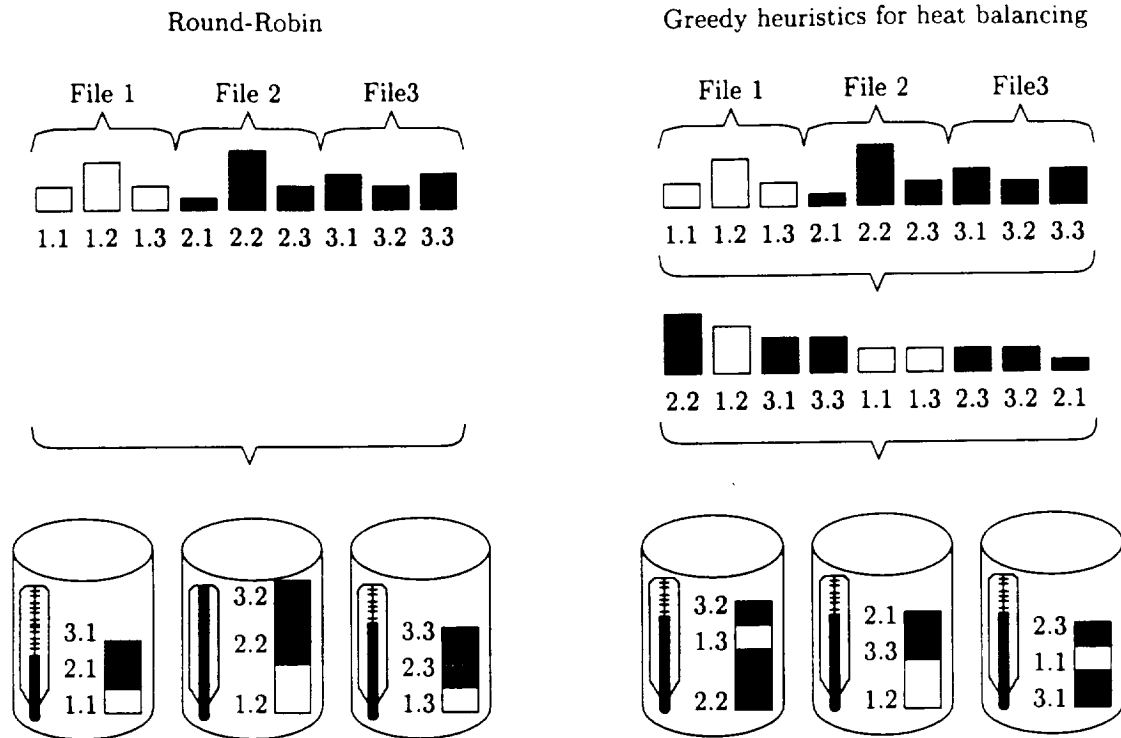 Round-Robin
File 1 File 2 File3
1.1 1.2 1.3 2.1 2.2 2.3 3.1 3.2 3.3
3.1
2.1
1.1
3.2
2.2
1.2
3.3
2.3
1.3
Greedy heuristics for heat balancing
File 1 File 2 File3
1.1 1.2 1.3 2.1 2.2 2.3 3.1 3.2 3.3
2.2 1.2 3.1 3.3 1.1 1.3 2.3 3.2 2.1
3.2
1.3
2.2
2.1
3.3
1.2
2.3
1.1
3.1